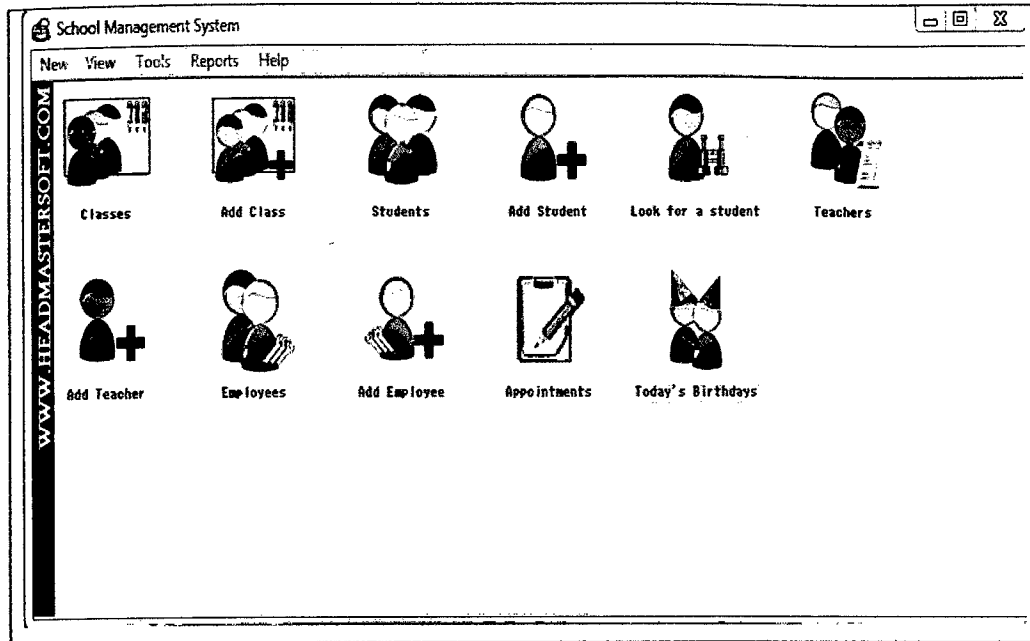 School Management System
New View Tools Reports Help
WWW.HEADMASTERSOFT.COM
Classes Add Class Students Add Student Look for a student Teachers
Add Teacher Employees Add Employee Appointments Today's Birthdays